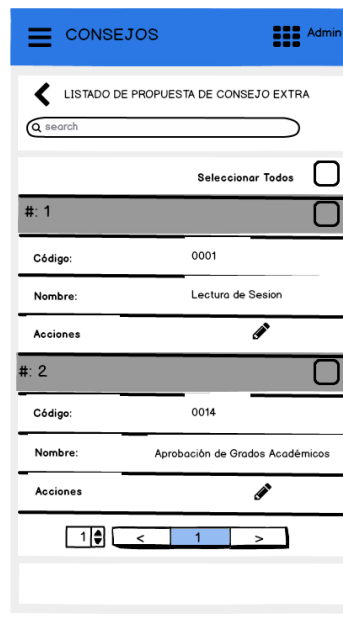 CONSEJOS
Admin
LISTADO DE PROPUESTA DE CONSEJO EXTRA
search
Seleccionar Todos
#: 1
Código: 0001
Nombre: Lectura de Sesion
Acciones
#: 2
Código: 0014
Nombre: Aprobación de Grados Académicos
Acciones
1 < 1 >